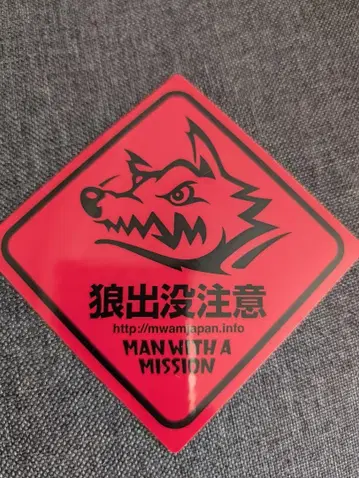 狼出没注意
http://mwamjapan.info
MAN WITH A
MISSION